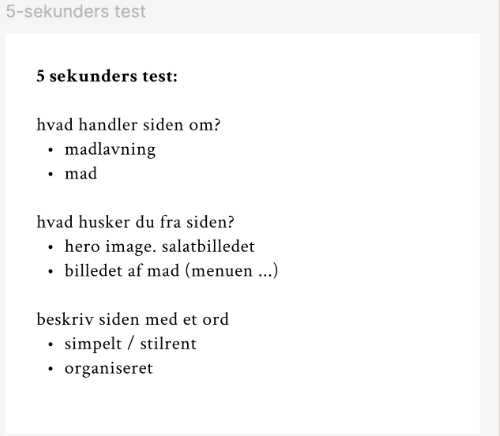 5-sekunders test
5 sekunders test:
hvad handler siden om?
• madlavning
• mad
hvad husker du fra siden?
• hero image. salatbilledet
• billedet af mad (menuen ...)
beskriv siden med et ord
• simpelt / stilrent
• organiseret